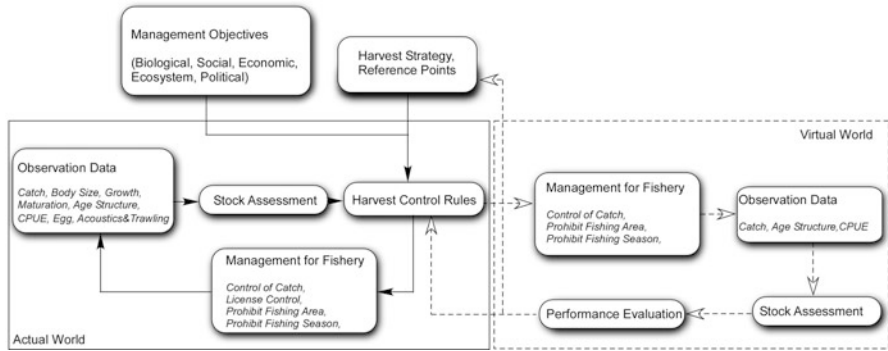 Management Objectives
(Biological, Social, Economic,
Ecosystem, Political)
Harvest Strategy,
Reference Points
Virtual World
Observation Data
Catch, Body Size, Growth,
Maturation, Age Structure,
CPUE, Egg, Acoustics&Trawling
Stock Assessment
Harvest Control Rules
Management for Fishery
Control of Catch,
Prohibit Fishing Area,
Prohibit Fishing Season,
Observation Data
Catch, Age Structure,CPUE
Management for Fishery
Control of Catch,
License Control,
Prohibit Fishing Area,
Prohibit Fishing Season,
Performance Evaluation
Stock Assessment
Actual World